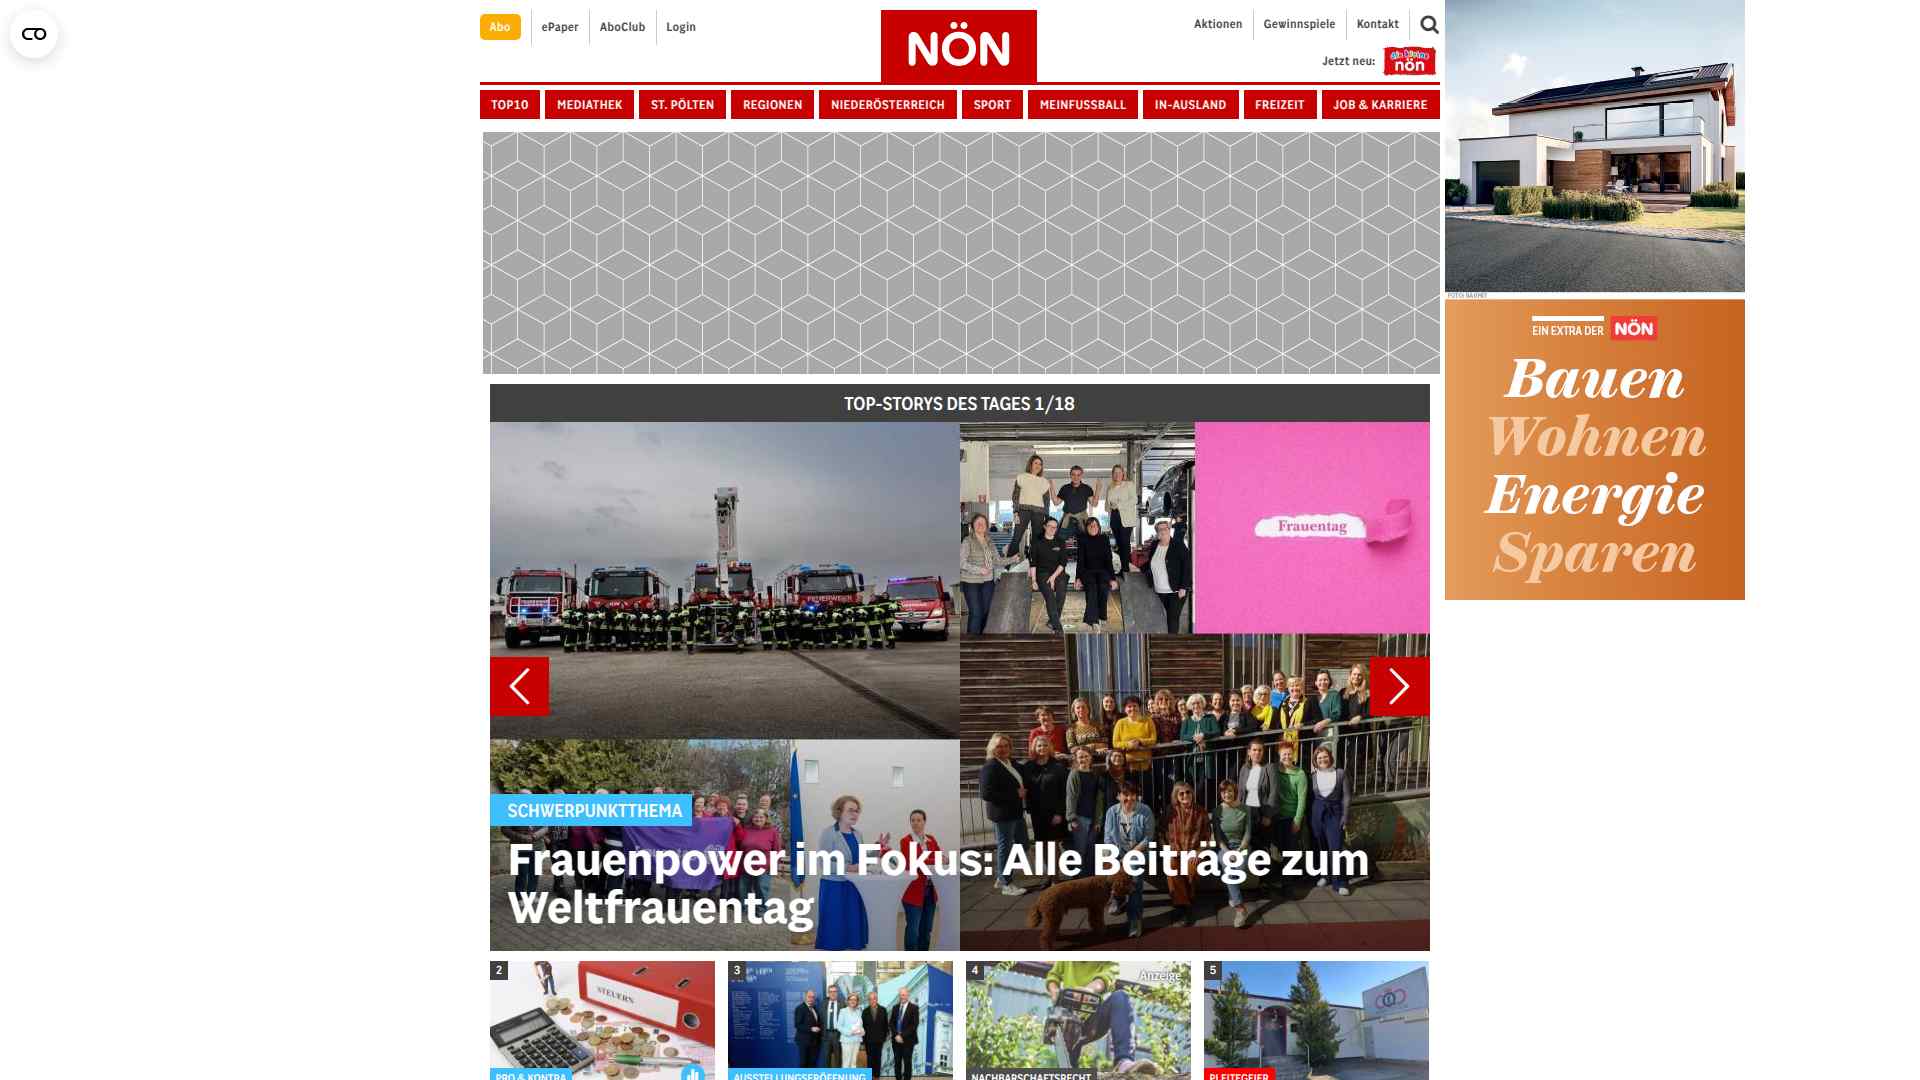 Abo
ePaper
AboClub
Login
NÖN
Aktionen
Gewinnspiele
Kontakt
Jetzt neu:
die kleine
nön
TOP10
MEDIATHEK
ST. PÖLTEN
REGIONEN
NIEDERÖSTERREICH
SPORT
MEINFUSSBALL
IN-AUSLAND
FREIZEIT
JOB & KARRIERE
EIN EXTRA DER NÖN
Bauen
Wohnen
Energie
Sparen
TOP-STORYS DES TAGES 1/18
Frauentag
FEUERWEHR
SCHWERPUNKTTHEMA
Frauenpower im Fokus: Alle Beiträge zum
Weltfrauentag
2
STEUERN
PRO & KONTRA
3
AUSSTELLUNGSERÖFFNUNG
4
Anzeige
NACHBARSCHAFTSRECHT
5
PLEITEGEIER